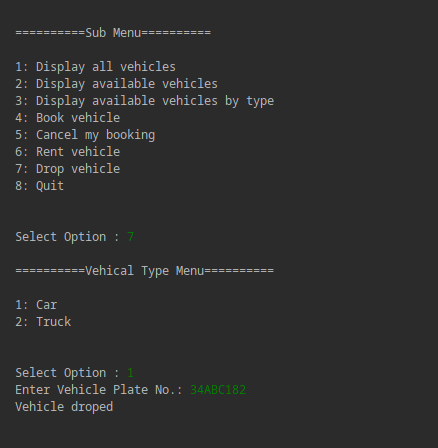 ==========Sub Menu==========
1: Display all vehicles
2: Display available vehicles
3: Display available vehicles by type
4: Book vehicle
5: Cancel my booking
6: Rent vehicle
7: Drop vehicle
8: Quit
Select Option : 7
==========Vehical Type Menu==========
1: Car
2: Truck
Select Option : 1
Enter Vehicle Plate No.: 34ABC182
Vehicle droped